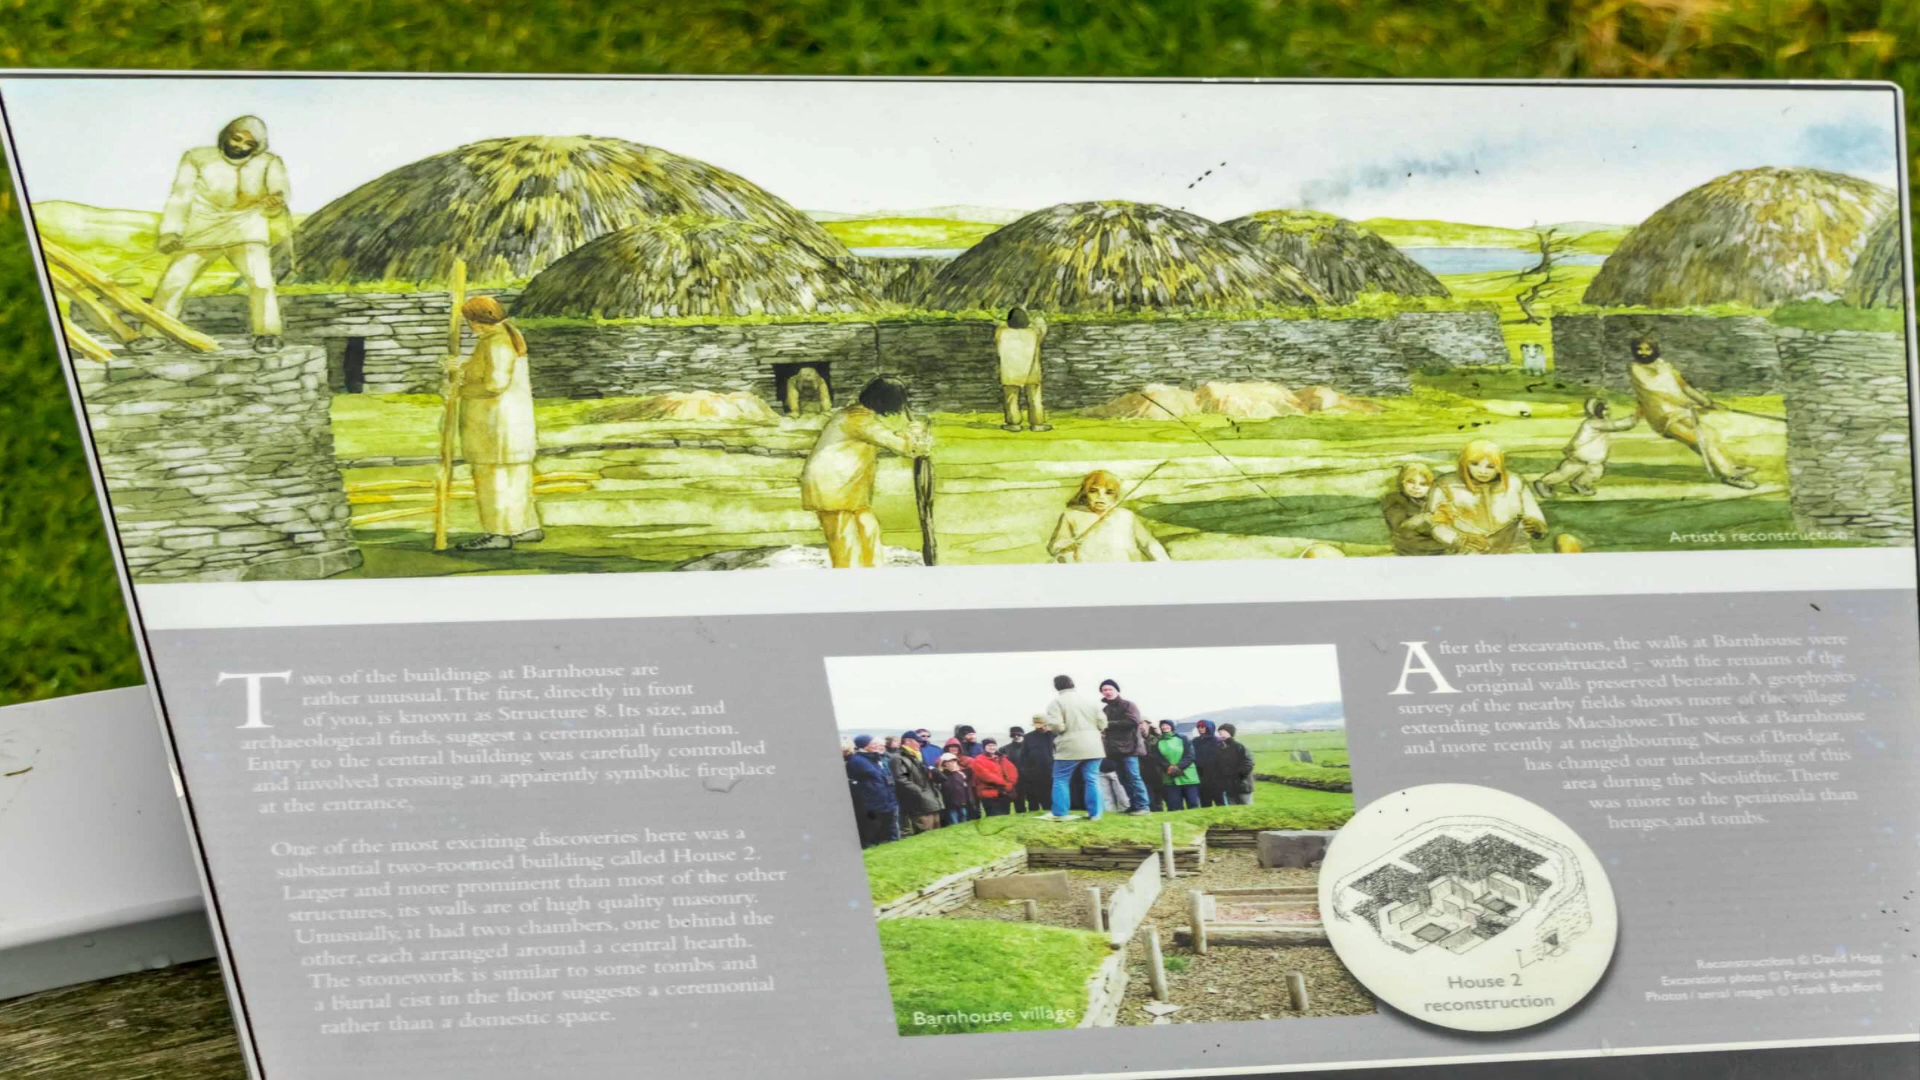 Artist's reconstruction
Two of the buildings at Barnhouse are
rather unusual. The first, directly in front
of you, is known as Structure 8. Its size, and
archaeological finds, suggest a ceremonial function.
Entry to the central building was carefully controlled
and involved crossing an apparently symbolic fireplace
at the entrance.
One of the most exciting discoveries here was a
substantial two-roomed building called House 2.
Larger and more prominent than most of the other
structures, its walls are of high quality masonry.
Unusually, it had two chambers, one behind the
other, each arranged around a central hearth.
The stonework is similar to some tombs and
a burial cist in the floor suggests a ceremonial
rather than a domestic space.
Barnhouse village
After the excavations, the walls at Barnhouse were
partly reconstructed – with the remains of the
original walls preserved beneath. A geophysics
survey of the nearby fields shows more of the village
extending towards Maeshowe. The work at Barnhouse
and more rcently at neighbouring Ness of Brodgar,
has changed our understanding of this
area during the Neolithic. There
was more to the peninsula than
henges and tombs.
House 2
reconstruction
Reconstructions © David Hogg
Excavation photo © Patrick Ashmore
Photos / aerial images © Frank Bradford